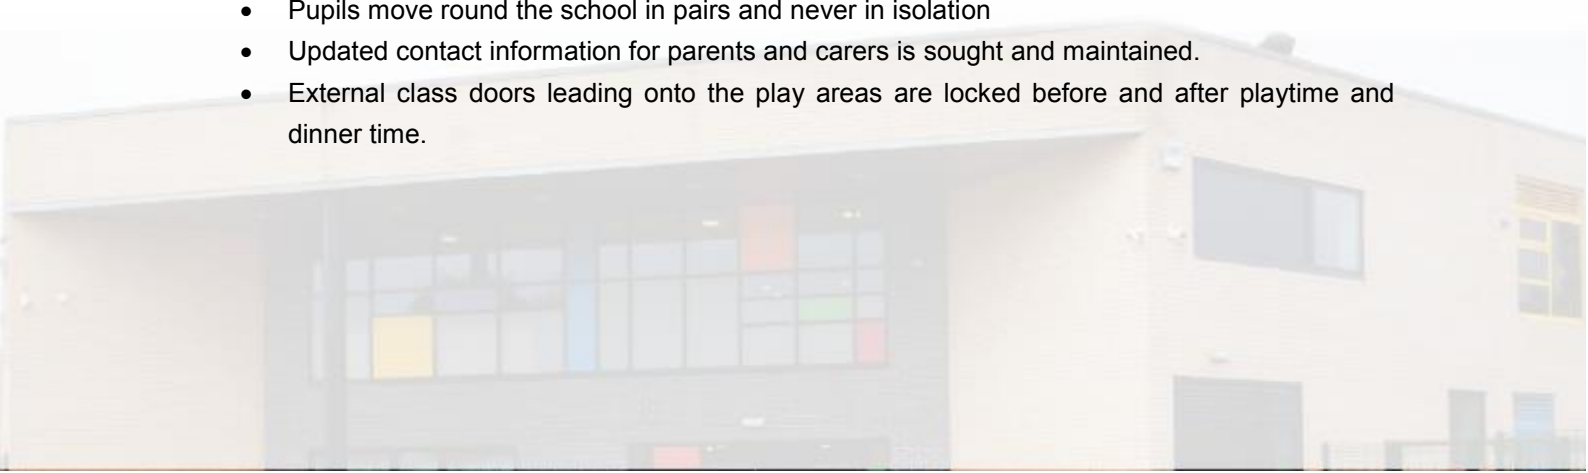 • Pupils move round the school in pairs and never in isolation
• Updated contact information for parents and carers is sought and maintained.
• External class doors leading onto the play areas are locked before and after playtime and
dinner time.